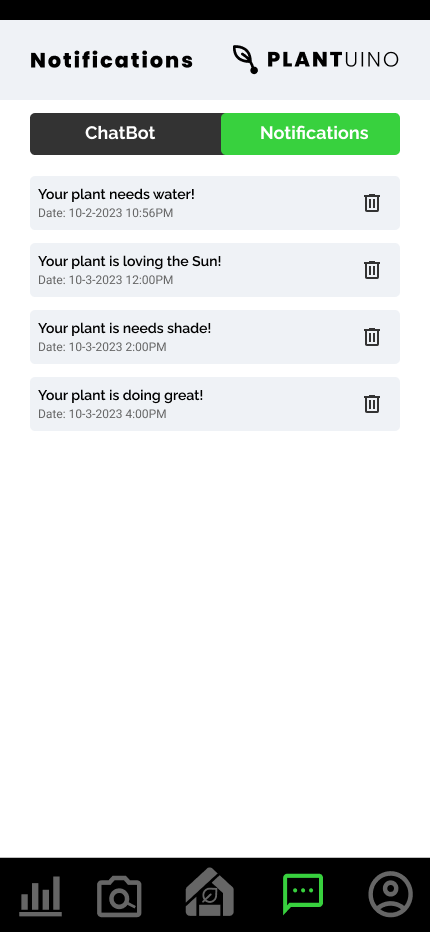 Notifications
PLANTUINO
ChatBot
Notifications
Your plant needs water!
Date: 10-2-2023 10:56PM
Your plant is loving the Sun!
Date: 10-3-2023 12:00PM
Your plant is needs shade!
Date: 10-3-2023 2:00PM
Your plant is doing great!
Date: 10-3-2023 4:00PM